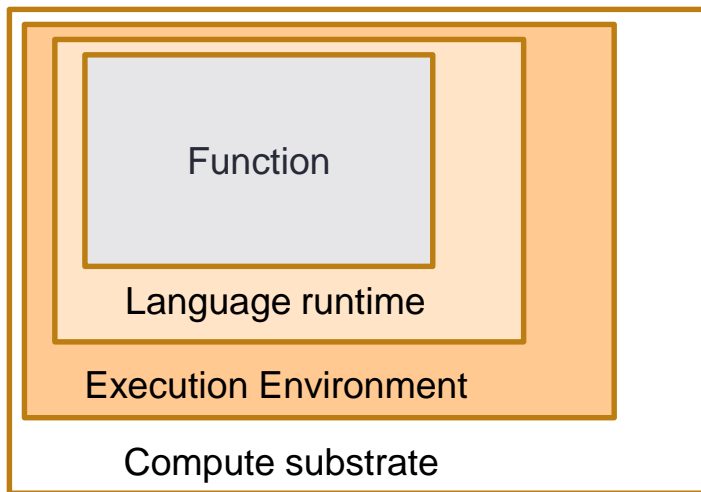 Function
Language runtime
Execution Environment
Compute substrate